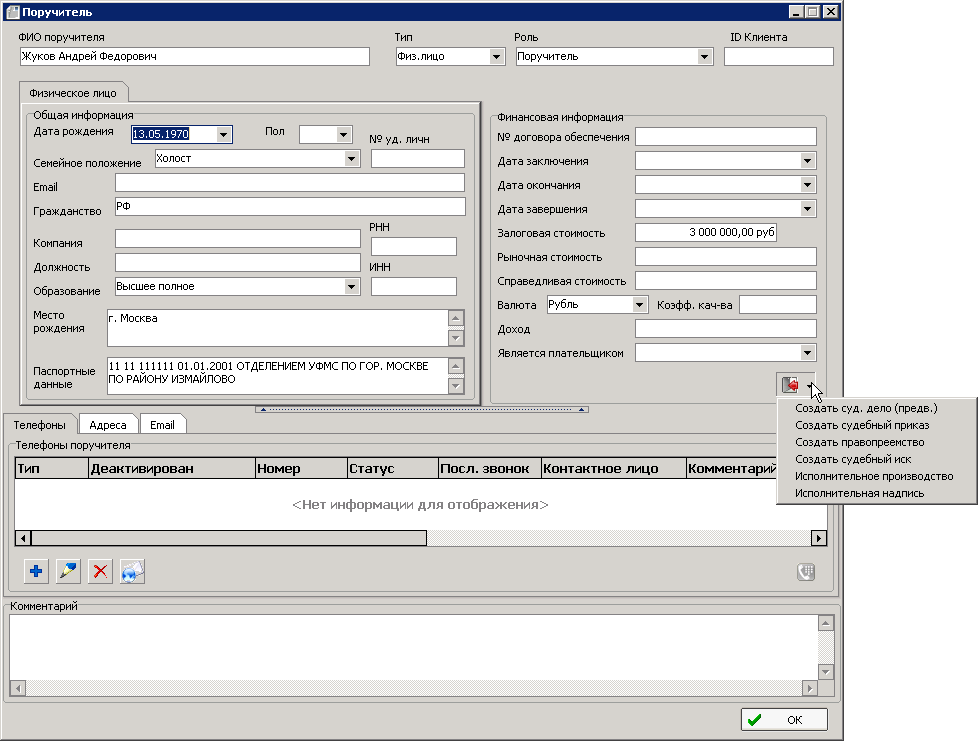 Поручитель
ФИО поручителя
Тип
Роль
ID Клиента
Жуков Андрей Федорович
Физ.лицо
Поручитель
Физическое лицо
Общая информация
Дата рождения
13.05.1970
Пол
№ уд. личн
Семейное положение
Холост
Email
Гражданство
РФ
РНН
Компания
Должность
ИНН
Образование
Высшее полное
Место
рождения
г. Москва
Паспортные
данные
11 11 111111 01.01.2001 ОТДЕЛЕНИЕМ УФМС ПО ГОР. МОСКВЕ
ПО РАЙОНУ ИЗМАЙЛОВО
Финансовая информация
№ договора обеспечения
Дата заключения
Дата окончания
Дата завершения
Залоговая стоимость
3 000 000,00 руб
Рыночная стоимость
Справедливая стоимость
Валюта
Рубль
Коэфф. кач-ва
Доход
Является плательщиком
Создать суд. дело (предв.)
Создать судебный приказ
Создать правопреемство
Создать судебный иск
Исполнительное производство
Исполнительная надпись
Телефоны
Адреса
Email
Телефоны поручителя
Тип
Деактивирован
Номер
Статус
Посл. звонок
Контактное лицо
Комментарий
<Нет информации для отображения>
Комментарий
OK